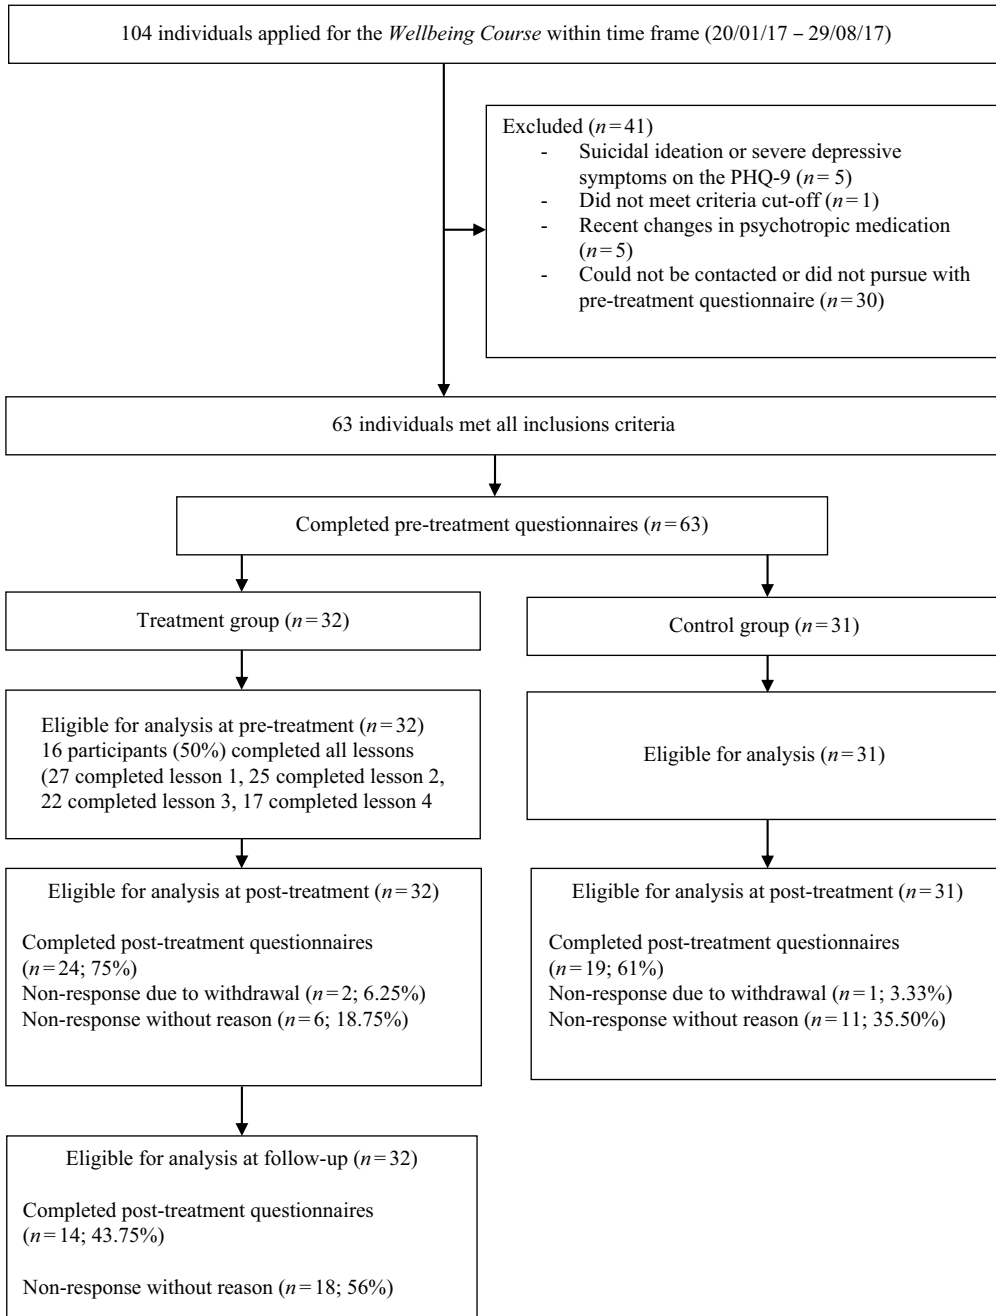 104 individuals applied for the Wellbeing Course within time frame (20/01/17 – 29/08/17)
Excluded (n=41)
- Suicidal ideation or severe depressive
symptoms on the PHQ-9 (n=5)
- Did not meet criteria cut-off (n=1)
- Recent changes in psychotropic medication
(n=5)
- Could not be contacted or did not pursue with
pre-treatment questionnaire (n=30)
63 individuals met all inclusions criteria
Completed pre-treatment questionnaires (n=63)
Treatment group (n=32)
Control group (n=31)
Eligible for analysis at pre-treatment (n=32)
16 participants (50%) completed all lessons
(27 completed lesson 1, 25 completed lesson 2,
22 completed lesson 3, 17 completed lesson 4
Eligible for analysis (n=31)
Eligible for analysis at post-treatment (n=32)
Completed post-treatment questionnaires
(n=24; 75%)
Non-response due to withdrawal (n=2; 6.25%)
Non-response without reason (n=6; 18.75%)
Eligible for analysis at post-treatment (n=31)
Completed post-treatment questionnaires
(n=19; 61%)
Non-response due to withdrawal (n=1; 3.33%)
Non-response without reason (n=11; 35.50%)
Eligible for analysis at follow-up (n=32)
Completed post-treatment questionnaires
(n=14; 43.75%)
Non-response without reason (n=18; 56%)